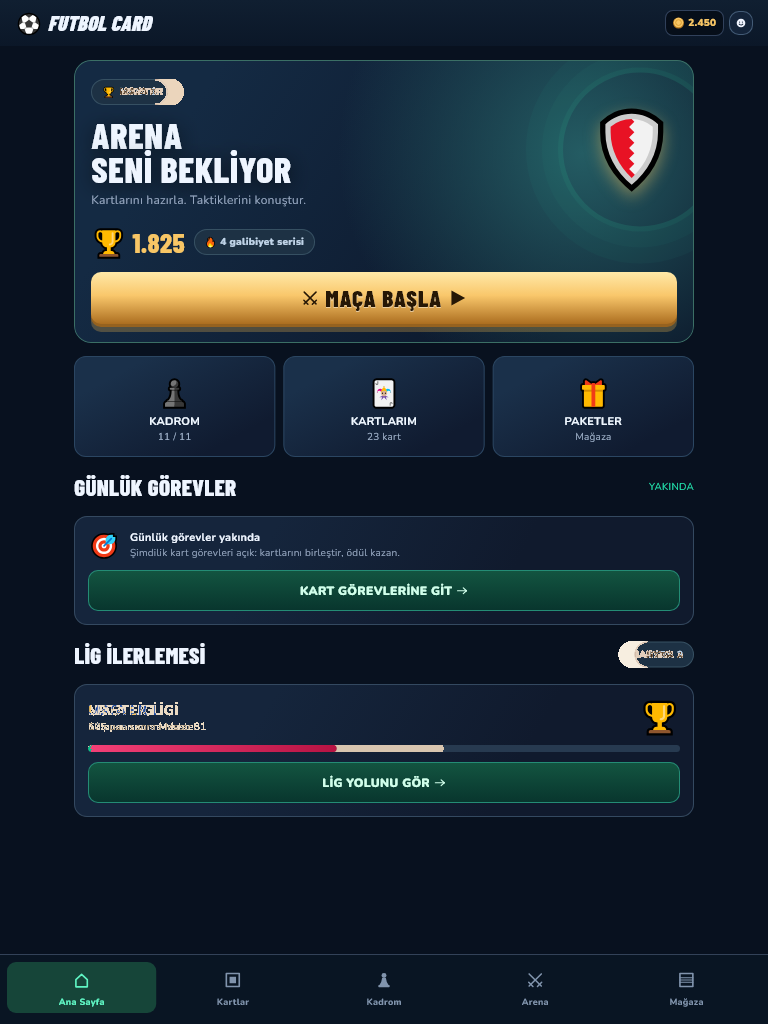 FUTBOL CARD
2.450
ARENA
SENİ BEKLİYOR
Kartlarını hazırla. Taktiklerini konuştur.
1.825
4 galibiyet serisi
MAÇA BAŞLA
KADROM
11 / 11
KARTLARIM
23 kart
PAKETLER
Mağaza
GÜNLÜK GÖREVLER
YAKINDA
Günlük görevler yakında
Şimdilik kart görevleri açık: kartlarını birleştir, ödül kazan.
KART GÖREVLERİNE GİT →
LİG İLERLEMESİ
LİG YOLUNU GÖR →
Ana Sayfa
Kartlar
Kadrom
Arena
Mağaza